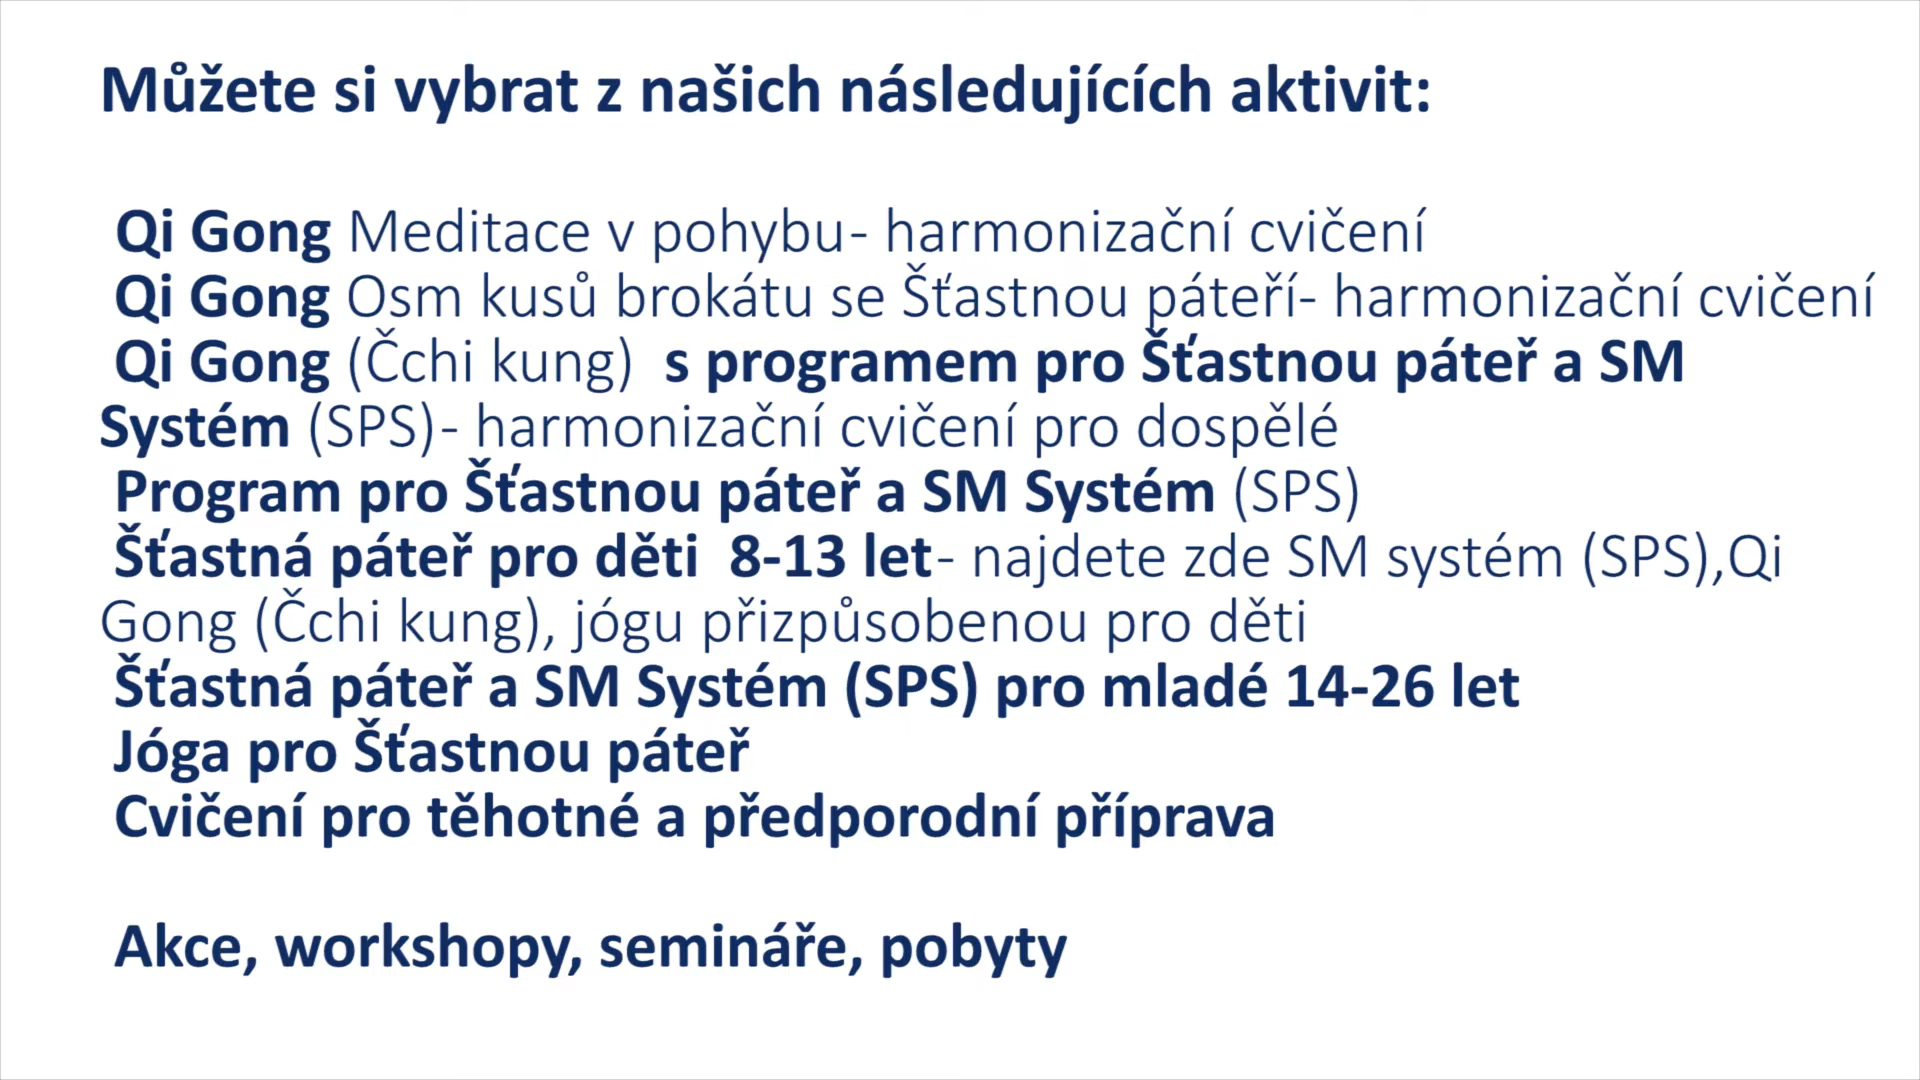 Můžete si vybrat z našich následujících aktivit:
Qi Gong Meditace v pohybu- harmonizační cvičení
Qi Gong Osm kusů brokátu se Šťastnou páteří- harmonizační cvičení
Qi Gong (Čchi kung)  s programem pro Šťastnou páteř a SM
Systém (SPS)- harmonizační cvičení pro dospělé
Program pro Šťastnou páteř a SM Systém (SPS)
Šťastná páteř pro děti  8-13 let- najdete zde SM systém (SPS),Qi
Gong (Čchi kung), jógu přizpůsobenou pro děti
Šťastná páteř a SM Systém (SPS) pro mladé 14-26 let
Jóga pro Šťastnou páteř
Cvičení pro těhotné a předporodní příprava
Akce, workshopy, semináře, pobyty